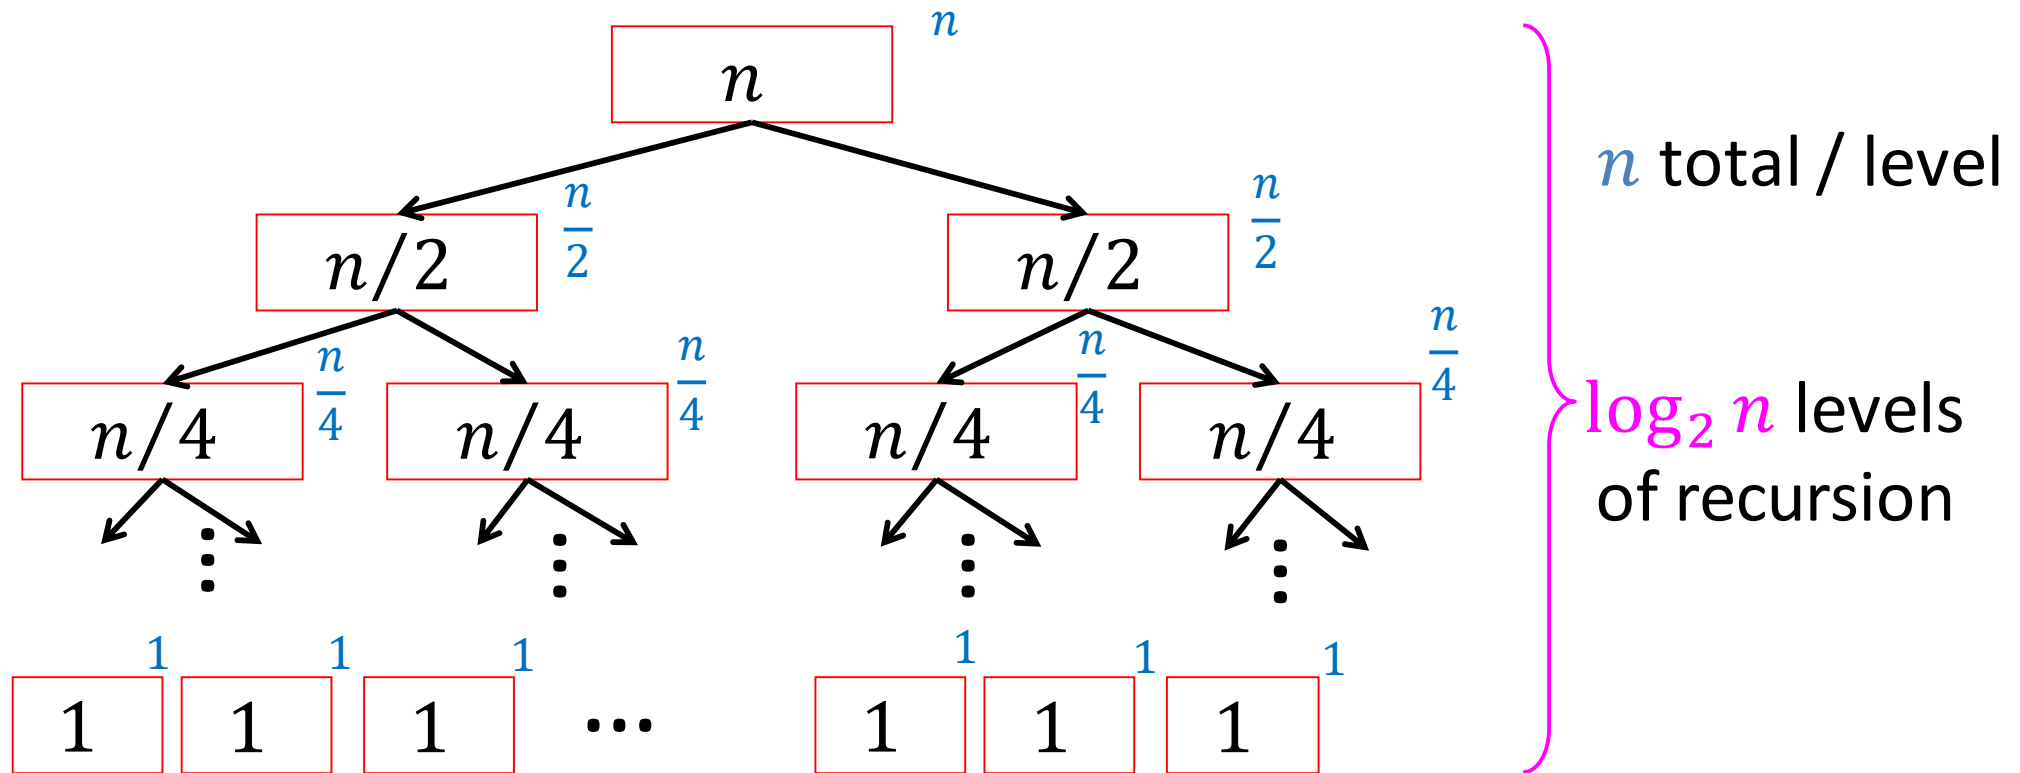 n
n
n total / level
n/2
n/2
n/2
n/2
n/4
n/4
n/4
n/4
n/4
n/4
n/4
n/4
log₂ n levels
of recursion
⋮ ⋮ ⋮ ⋮
1 1 1 1 1 1
1 1 1 … 1 1 1